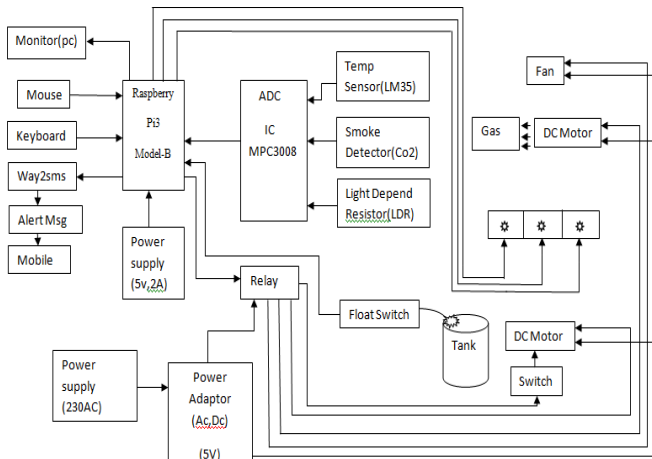 Monitor(pc)
Mouse
Keyboard
Way2sms
Alert Msg
Mobile
Raspberry
Pi3
Model-B
Power
supply
(5v,2A)
ADC
IC
MPC3008
Temp
Sensor(LM35)
Smoke
Detector(Co2)
Light Depend
Resistor(LDR)
Fan
Gas
DC Motor
Relay
Float Switch
Tank
DC Motor
Switch
Power
supply
(230AC)
Power
Adaptor
(Ac,Dc)
(5V)